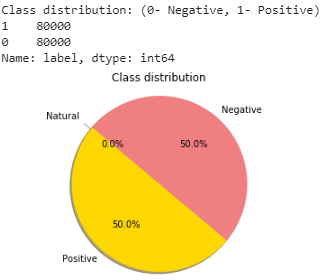 Class distribution: (0- Negative, 1- Positive)
1    80000
0    80000
Name: label, dtype: int64
Class distribution
Natural
Negative
0.0%
50.0%
50.0%
Positive